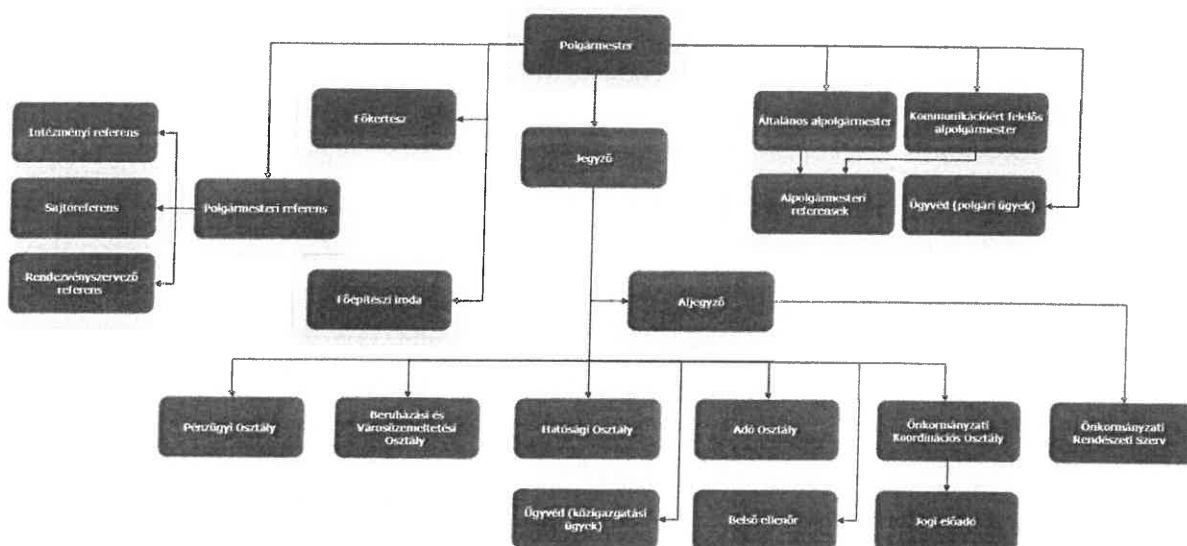 Polgármester
Főkertész
Általános alpolgármester
Kommunikációért felelős
alpolgármester
Intézményi referens
Jegyző
Sajtóreferens
Polgármesteri referens
Alpolgármesteri
referensek
Ügyvéd (polgári ügyek)
Rendezvényszervező
referens
Főépítészi iroda
Aljegyző
Pénzügyi Osztály
Beruházási és
Városüzemeltetési
Osztály
Hatósági Osztály
Adó Osztály
Önkormányzati
Koordinációs Osztály
Önkormányzati
Rendészeti Szerv
Ügyvéd (közigazgatási
ügyek)
Belső ellenőr
Jogi előadó